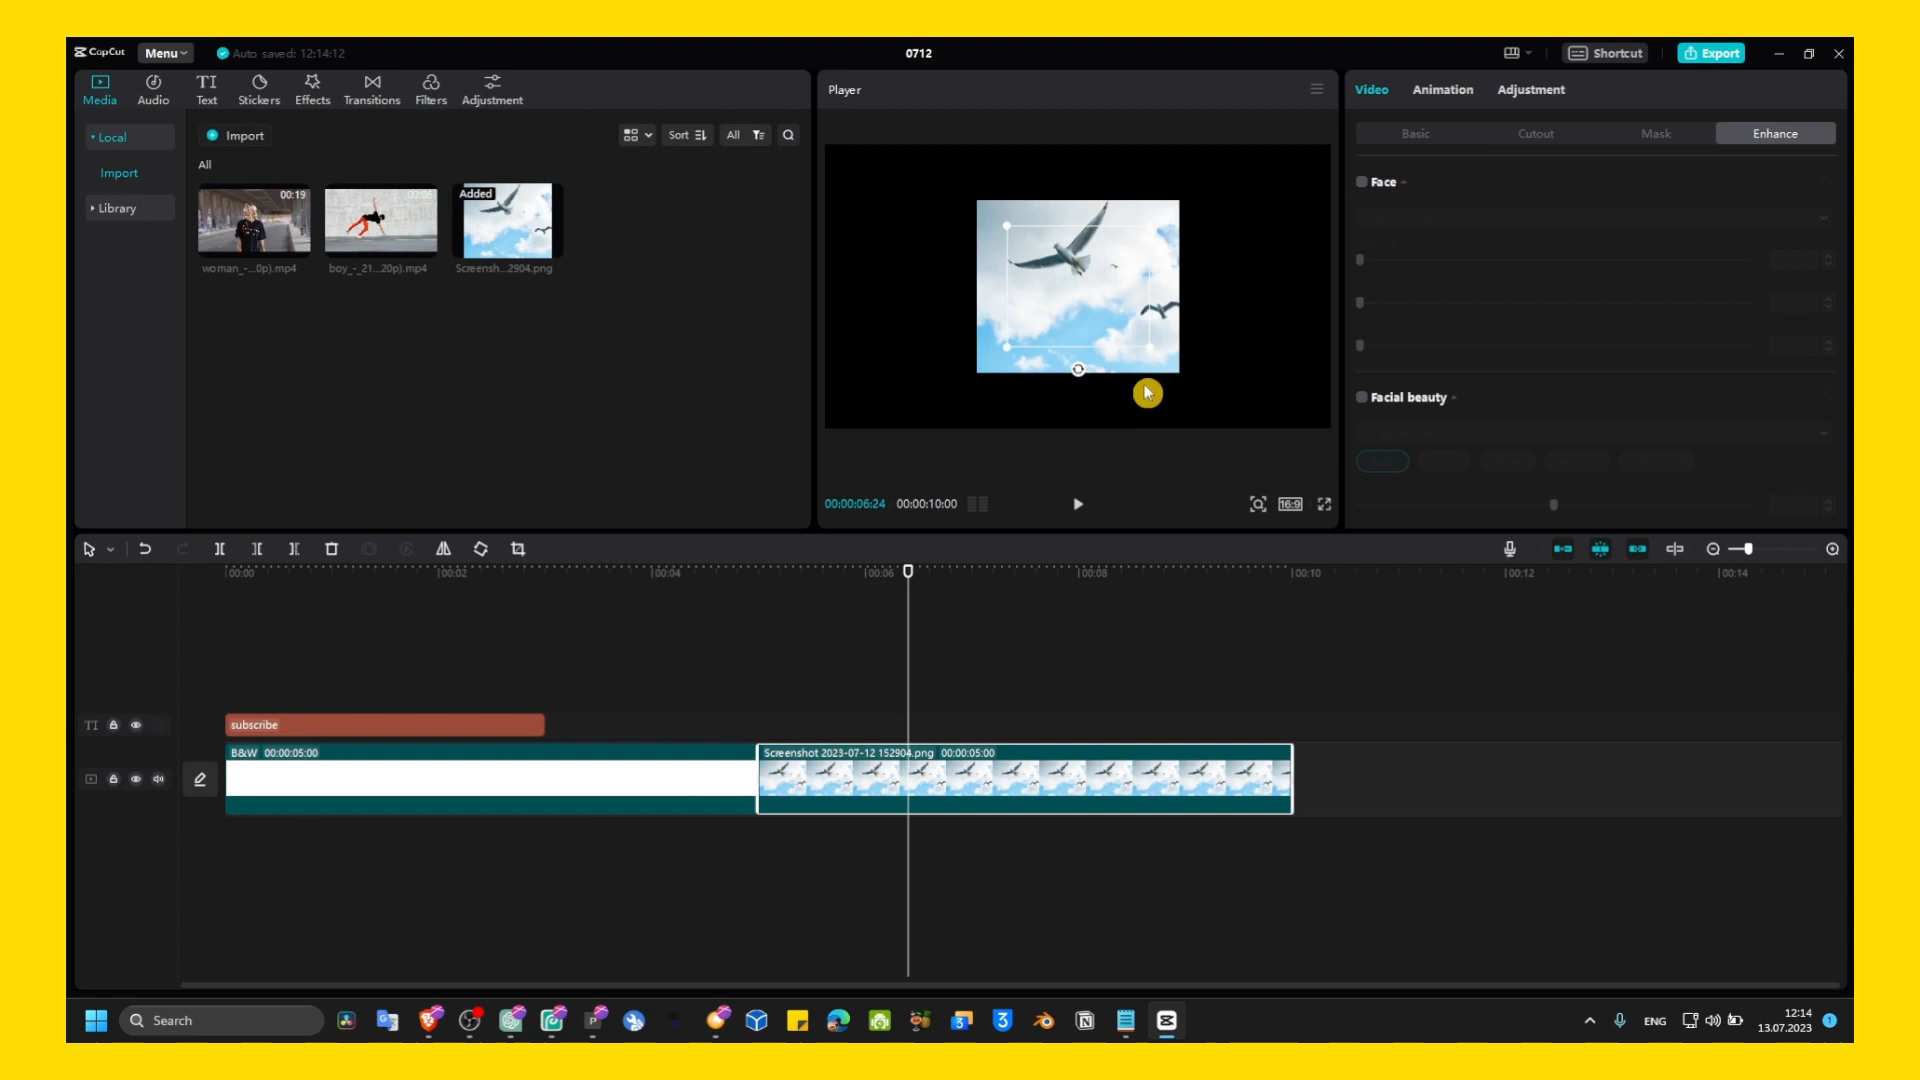 CapCut
Menu
Auto saved: 12:14:12
0712
Shortcut
Export
Media
Audio
TI
Text
Stickers
Effects
Transitions
Filters
Adjustment
Player
Video
Animation
Adjustment
Local
Import
Library
Import
Sort
All
All
Basic
Cutout
Mask
Enhance
00:19
00:06
Added
woman_-...0p).mp4
boy_-_21...20p).mp4
Screensh...2904.png
Face
Facial beauty
00:00:06:24
00:00:10:00
16:9
00:00
00:02
00:04
00:06
00:08
00:10
00:12
00:14
TI
subscribe
B&W 00:00:05:00
Screenshot 2023-07-12 152904.png 00:00:05:00
Search
ENG
12:14
13.07.2023
1